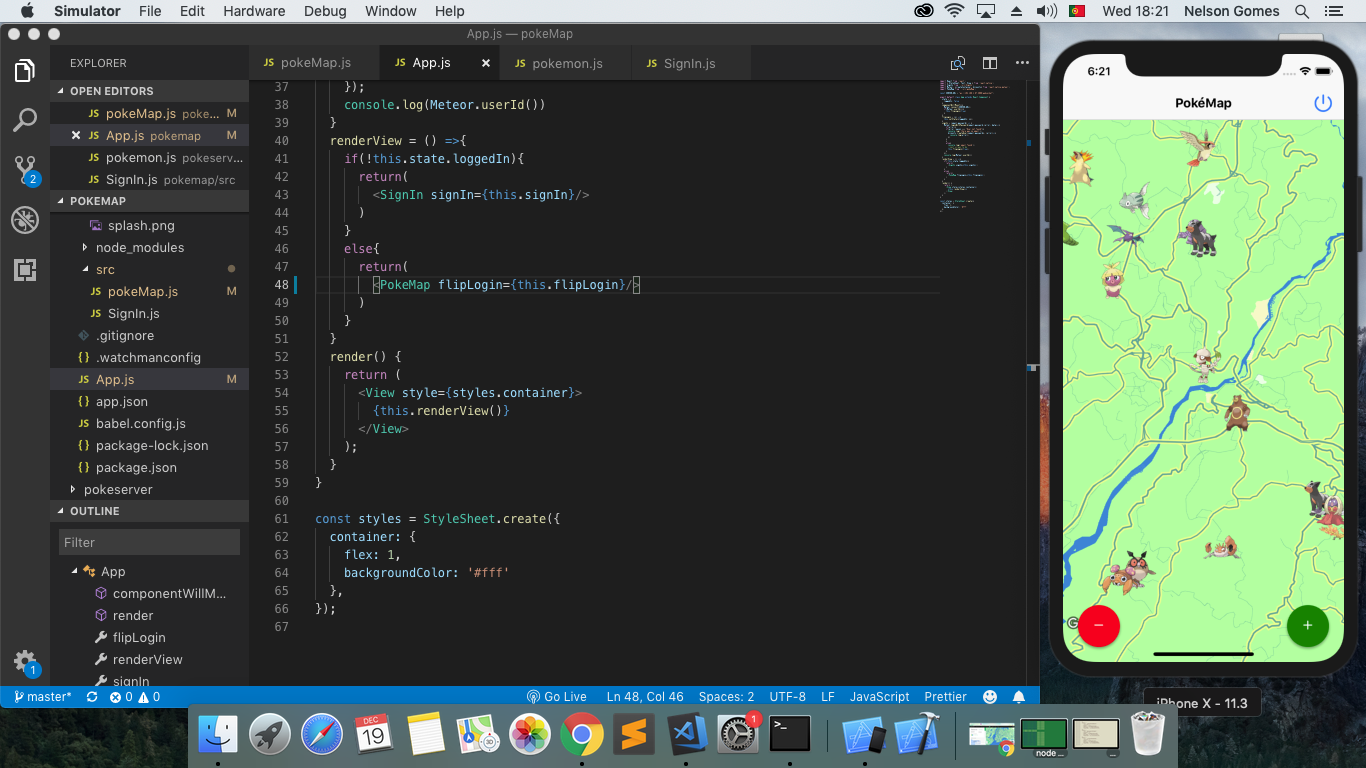 Simulator File Edit Hardware Debug Window Help
Wed 18:21 Nelson Gomes
App.js — pokeMap
EXPLORER
pokeMap.js
App.js
pokemon.js
SignIn.js
OPEN EDITORS
pokeMap.js poke... M
App.js pokemap M
pokemon.js pokeserv...
SignIn.js pokemap/src
2
POKEMAP
splash.png
node_modules
src
JS pokeMap.js M
JS SignIn.js
.gitignore
{} .watchmanconfig
JS App.js M
{} app.json
JS babel.config.js
{} package-lock.json
{} package.json
pokeserver
OUTLINE
Filter
App
componentWillM...
render
flipLogin
renderView
signIn
1
37 });
38 console.log(Meteor.userId())
39 }
40 renderView = () =>{
41 if(!this.state.loggedIn){
42 return(
43 <SignIn signIn={this.signIn}/>
44 )
45 }
46 else{
47 return(
48 <PokeMap flipLogin={this.flipLogin}/>
49 )
50 }
51 }
52 render() {
53 return (
54 <View style={styles.container}>
55 {this.renderView()}
56 </View>
57 );
58 }
59 }
60
61 const styles = StyleSheet.create({
62 container: {
63 flex: 1,
64 backgroundColor: '#fff'
65 },
66 });
67
master* 0 0
Go Live Ln 48, Col 46 Spaces: 2 UTF-8 LF JavaScript Prettier
6:21
PokéMap
G
−
+
iPhone X - 11.3
DEC
19
3D
1
>_
node ...
...